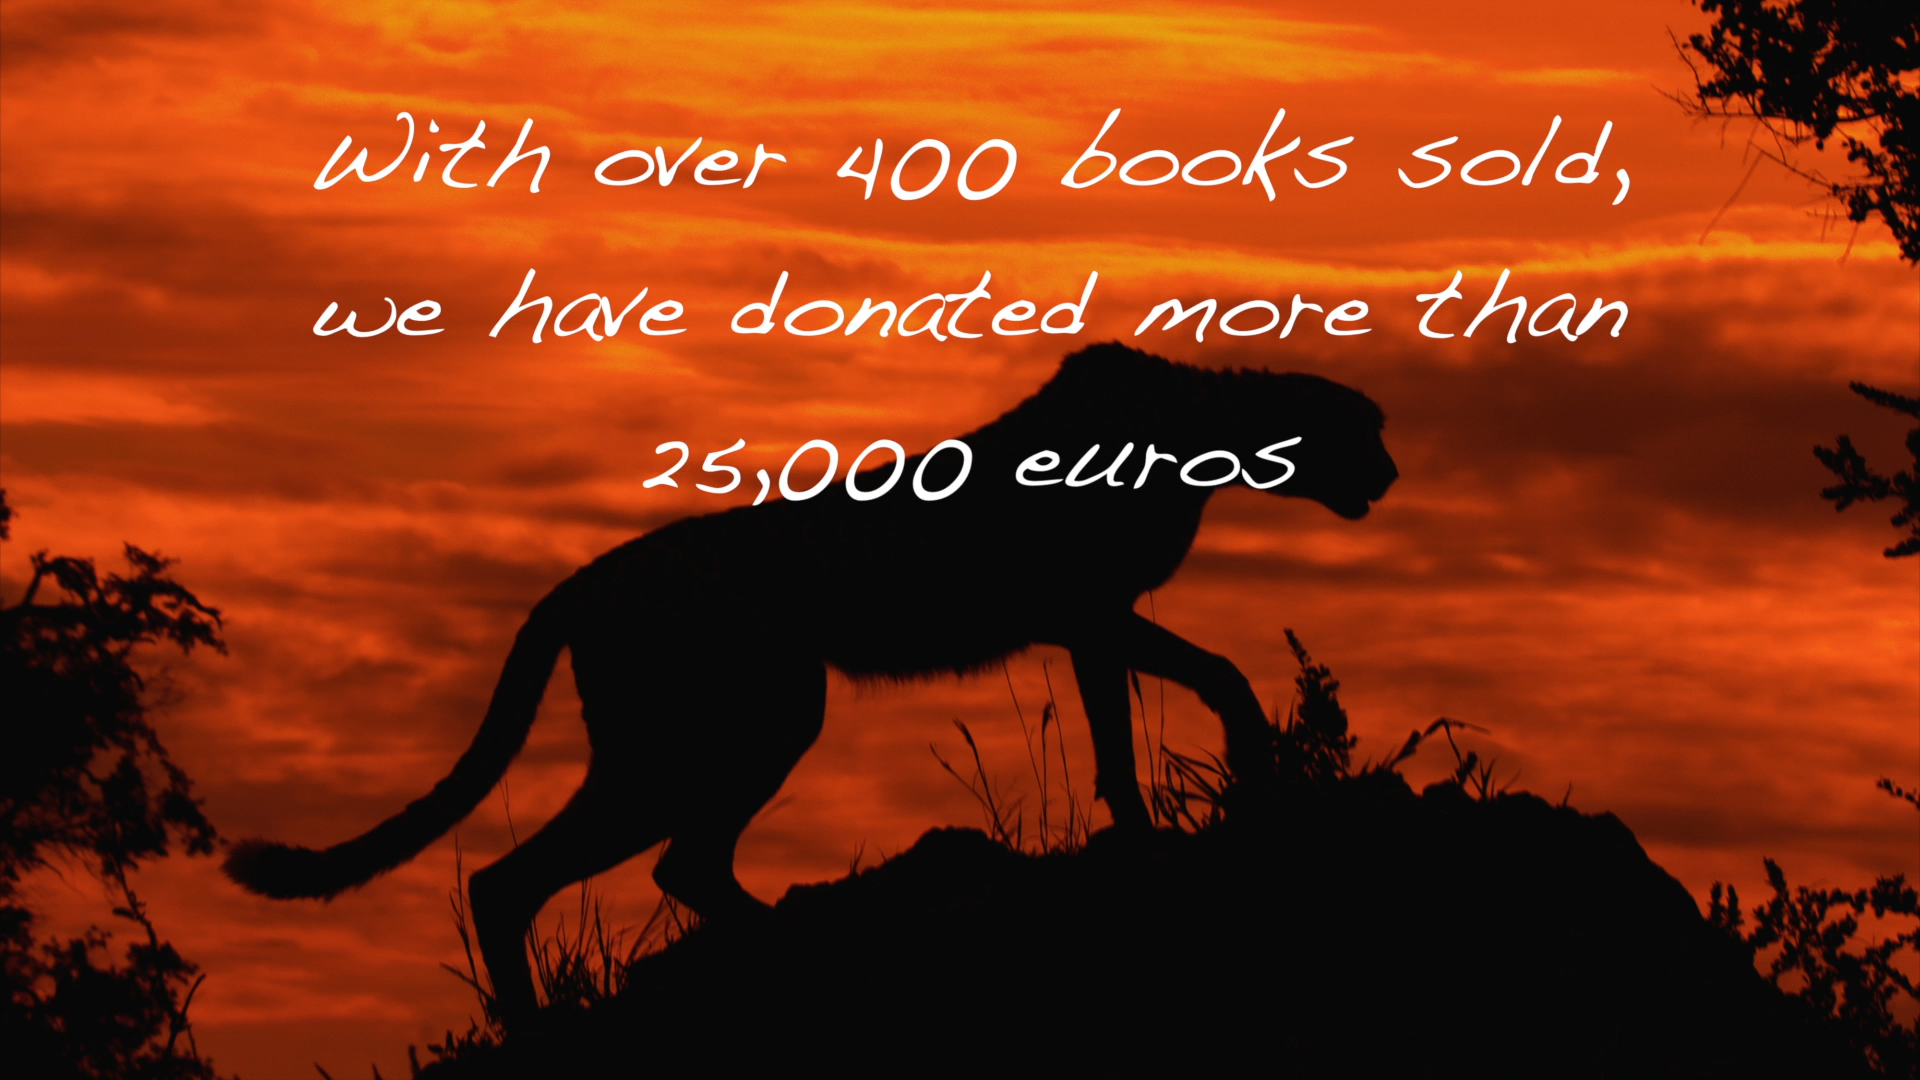 With over 400 books sold,
we have donated more than
25,000 euros